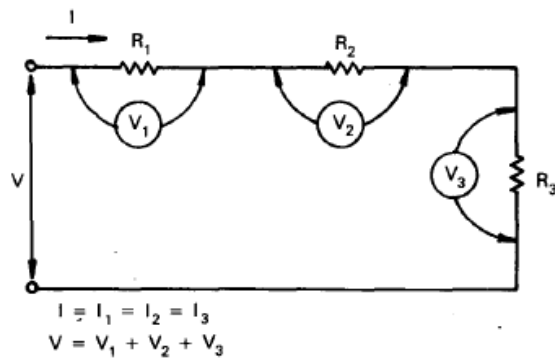 I
R₁
R₂
V₁
V₂
V
V₃
R₃
I = I₁ = I₂ = I₃
V = V₁ + V₂ + V₃